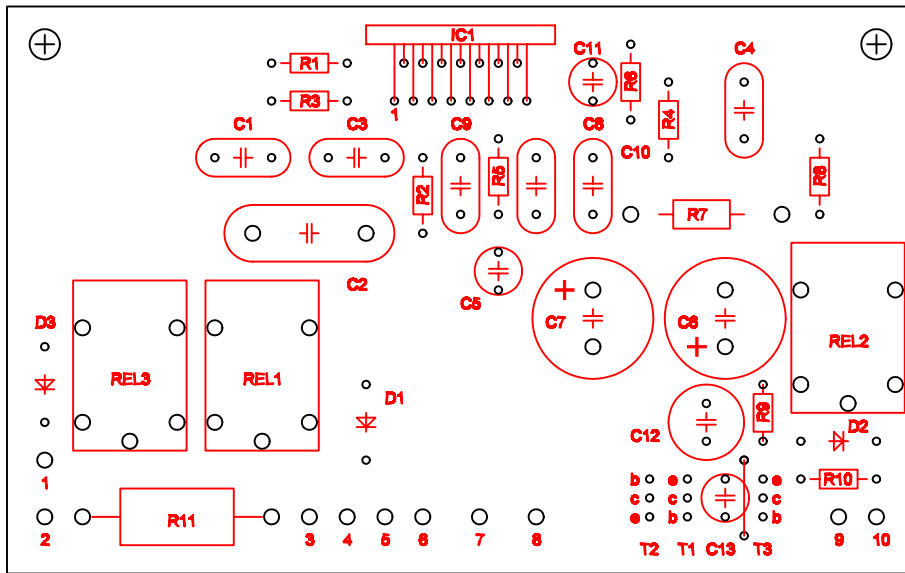 IC1
C11
C4
R1
R6
R3
1
R4
C1
C3
C9
C8
C10
R2
R5
R8
R7
C2
C5
D3
C7
C6
REL2
REL3
REL1
D1
R9
C12
D2
1
b
e
e
R10
c
c
c
R11
e
b
b
2
3
4
5
6
7
8
T2
T1
C13
T3
9
10